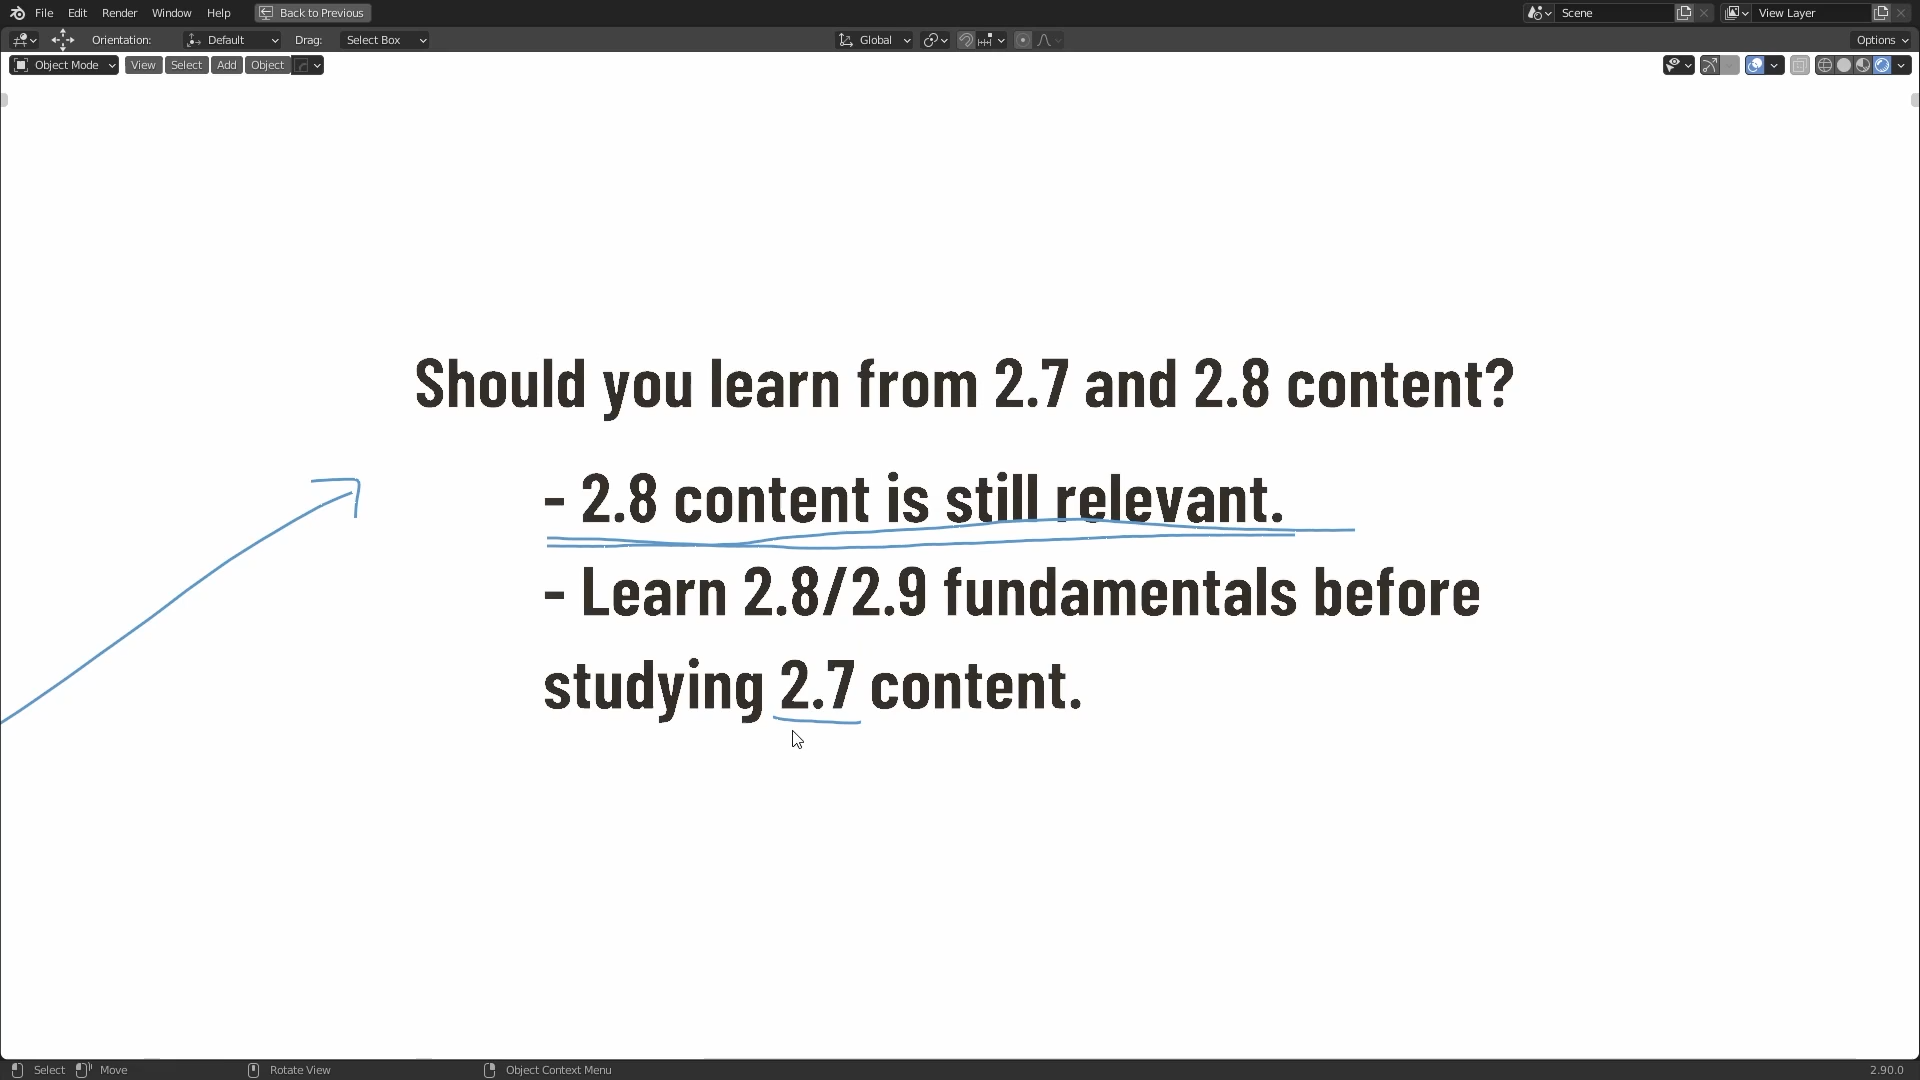 File Edit Render Window Help Back to Previous Scene View Layer
Orientation: Default Drag: Select Box Global Options
Object Mode View Select Add Object
Should you learn from 2.7 and 2.8 content?
- 2.8 content is still relevant.
- Learn 2.8/2.9 fundamentals before
studying 2.7 content.
Select Move Rotate View Object Context Menu 2.90.0